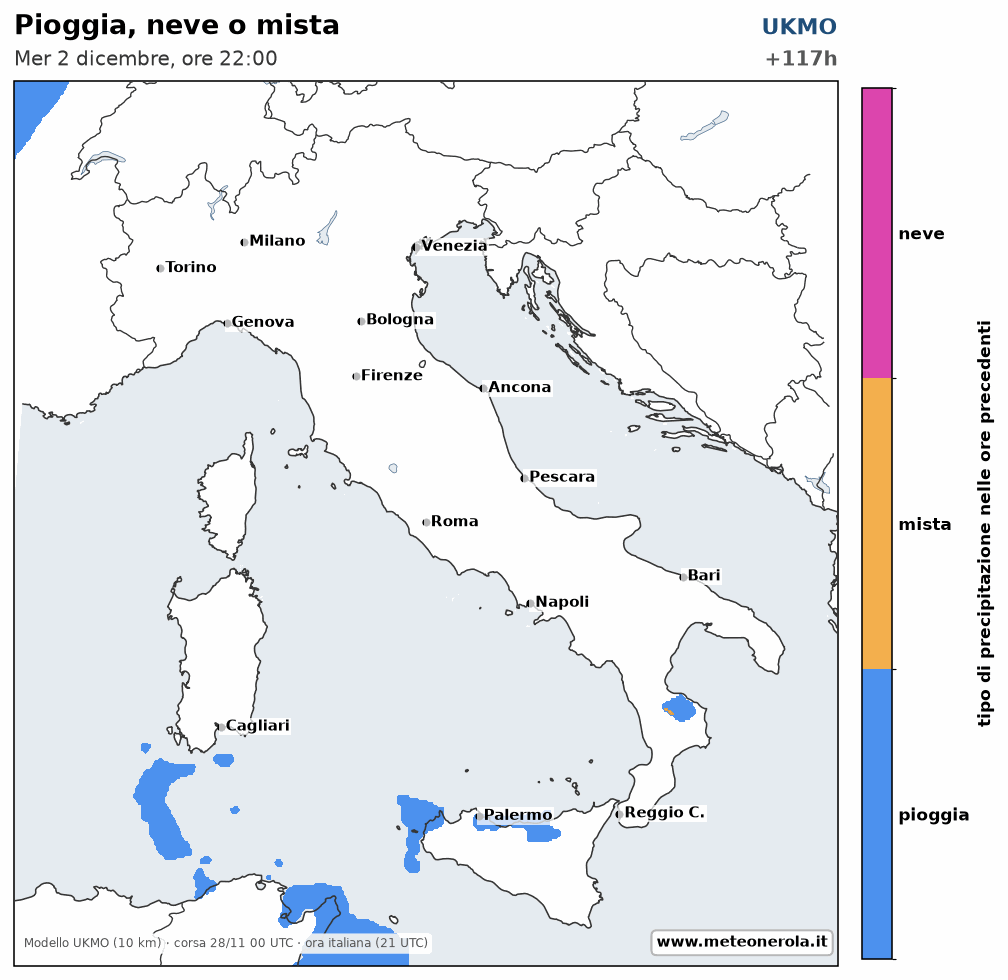 Pioggia, neve o mista
UKMO
Mer 2 dicembre, ore 22:00
+117h
neve
Milano
Venezia
Torino
Genova
Bologna
Firenze
Ancona
Pescara
Roma
mista
Bari
Napoli
Cagliari
Palermo
Reggio C.
pioggia
tipo di precipitazione nelle ore precedenti
Modello UKMO (10 km) · corsa 28/11 00 UTC · ora italiana (21 UTC)
www.meteonerola.it